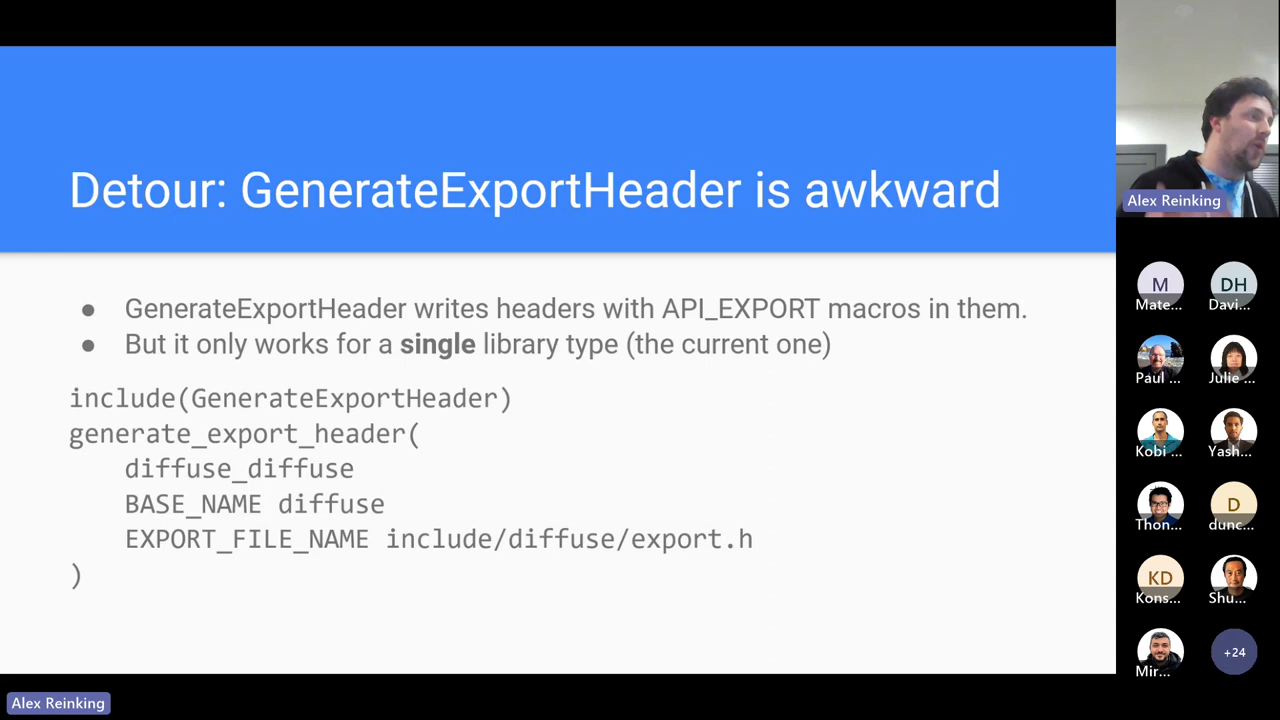 Detour: GenerateExportHeader is awkward
● GenerateExportHeader writes headers with API_EXPORT macros in them.
● But it only works for a single library type (the current one)
include(GenerateExportHeader)
generate_export_header(
    diffuse_diffuse
    BASE_NAME diffuse
    EXPORT_FILE_NAME include/diffuse/export.h
)
Alex Reinking
M
DH
Mate...
Davi...
Paul ...
Julie ...
Kobi ...
Yash...
D
Thon...
dunc...
KD
Kons...
Shu...
+24
Mir...
Alex Reinking